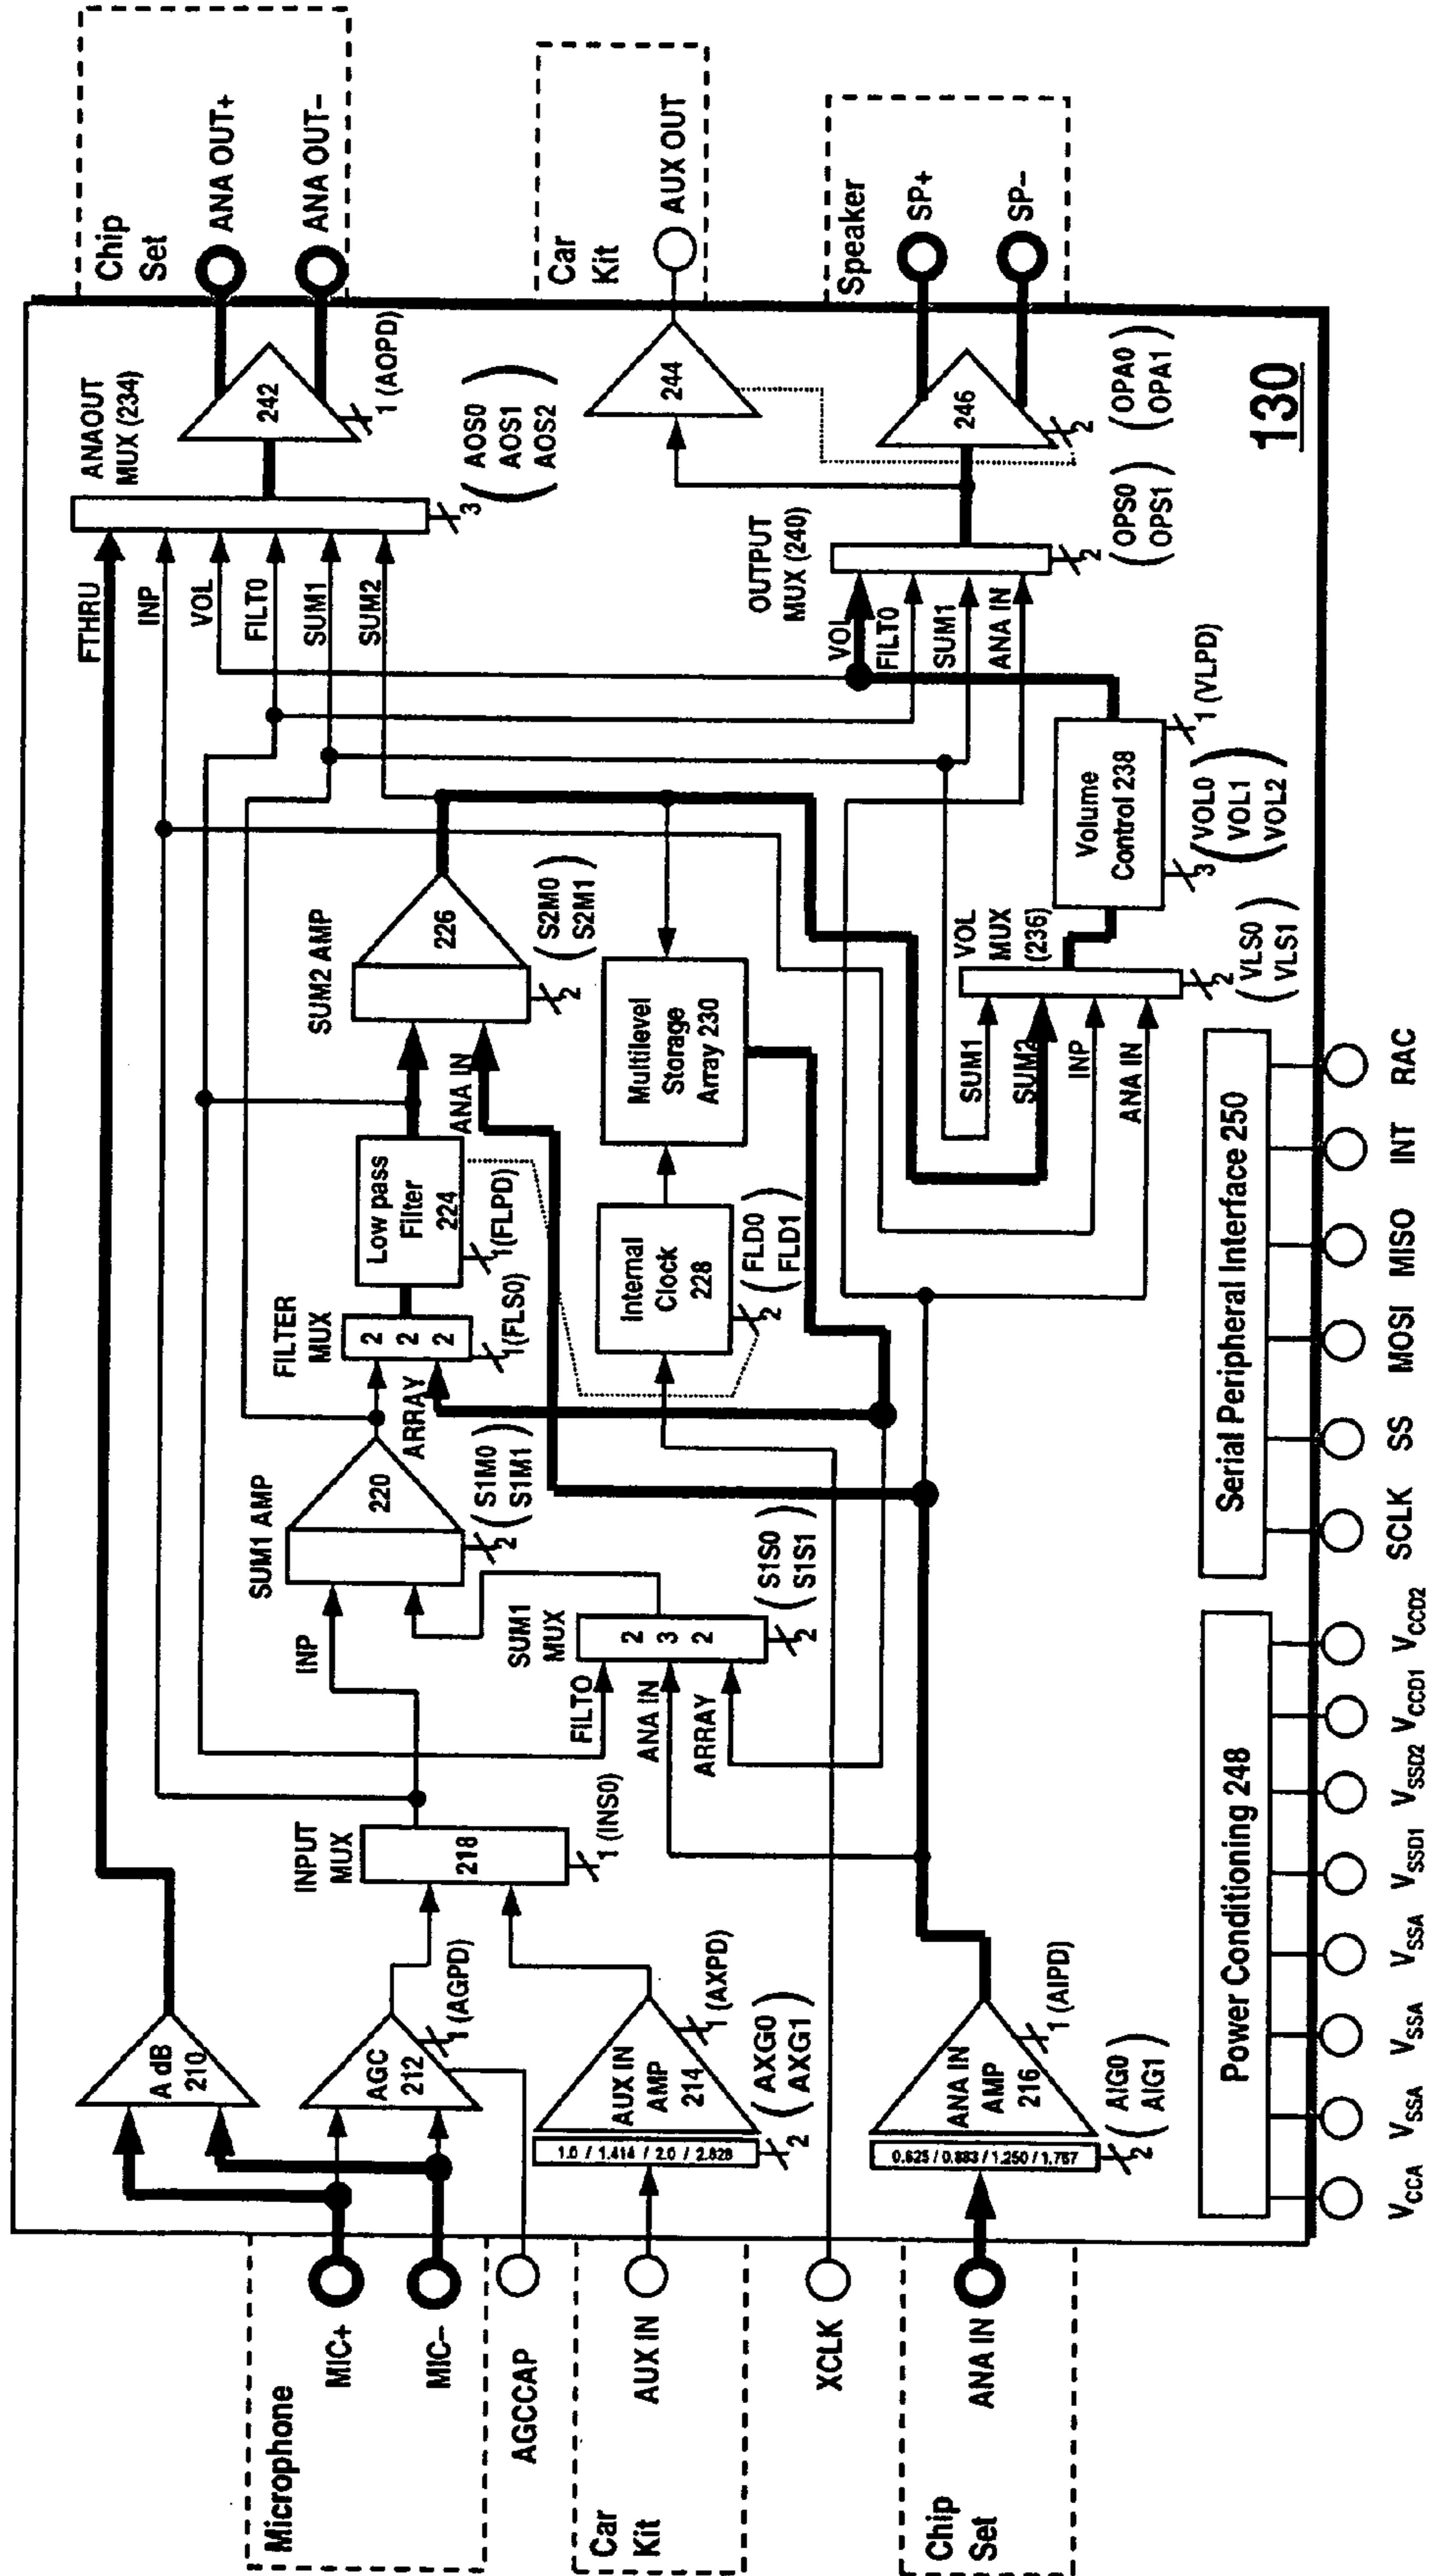 Microphone
MIC+
MIC–
AGCCAP
Car
Kit
AUX IN
XCLK
Chip
Set
ANA IN
A dB
210
AGC
212
1 (AGPD)
AUX IN
AMP
214
1.0 / 1.414 / 2.0 / 2.828
1 (AXPD)
2
(AXG0
AXG1)
ANA IN
AMP
216
0.625 / 0.883 / 1.250 / 1.767
1 (AIPD)
2
(AIG0
AIG1)
INPUT
MUX
218
1 (INS0)
INP
FILTO
ANA IN
ARRAY
SUM1
MUX
2
3
2
2
(S1S0
S1S1)
SUM1 AMP
220
2
(S1M0
S1M1)
ARRAY
FILTER
MUX
2
2
2
1(FLS0)
Low pass
Filter
224
1(FLPD)
ANA IN
SUM2 AMP
226
2
(S2M0
S2M1)
Internal
Clock
228
2
(FLD0
FLD1)
Multilevel
Storage
Array 230
SUM1
SUM2
INP
ANA IN
VOL
MUX
(236)
2
(VLS0
VLS1)
Volume
Control 238
3
(VOL0
VOL1
VOL2)
1 (VLPD)
FTHRU
INP
VOL
FILT0
SUM1
SUM2
ANAOUT
MUX (234)
3
(AOS0
AOS1
AOS2)
242
1 (AOPD)
VOL
FILT0
SUM1
ANA IN
OUTPUT
MUX (240)
2
(OPS0
OPS1)
244
246
2
(OPA0
OPA1)
Chip
Set
ANA OUT+
ANA OUT–
Car
Kit
AUX OUT
Speaker
SP+
SP–
130
Power Conditioning 248
VCCA
VSSA
VSSA
VSSA
VSSD1
VSSD2
VCCD1
VCCD2
Serial Peripheral Interface 250
SCLK
SS
MOSI
MISO
INT
RAC